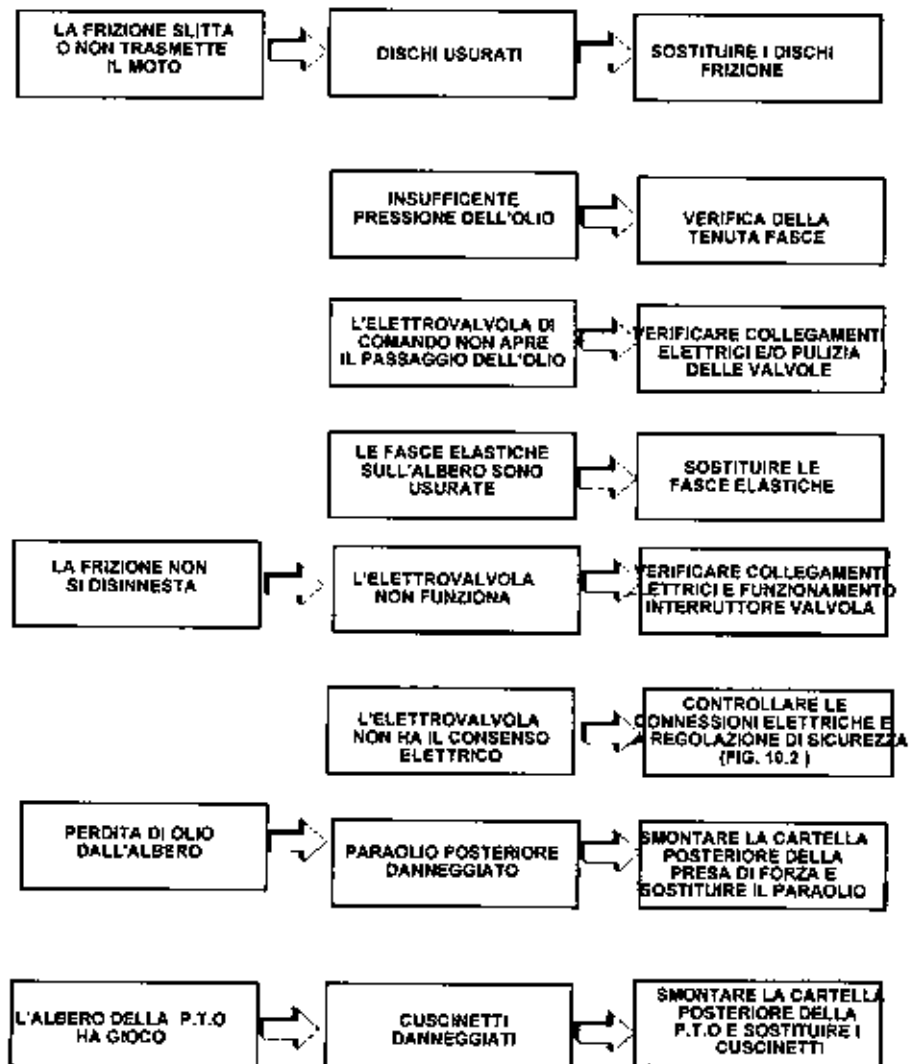 LA FRIZIONE SLITTA
O NON TRASMETTE
IL MOTO
DISCHI USURATI
SOSTITUIRE I DISCHI
FRIZIONE
INSUFFICENTE
PRESSIONE DELL'OLIO
VERIFICA DELLA
TENUTA FASCE
L'ELETTROVALVOLA DI
COMANDO NON APRE
IL PASSAGGIO DELL'OLIO
VERIFICARE COLLEGAMENTI
ELETTRICI E/O PULIZIA
DELLE VALVOLE
LE FASCE ELASTICHE
SULL'ALBERO SONO
USURATE
SOSTITUIRE LE
FASCE ELASTICHE
LA FRIZIONE NON
SI DISINNESTA
L'ELETTROVALVOLA
NON FUNZIONA
VERIFICARE COLLEGAMENTI
ELETTRICI E FUNZIONAMENTO
INTERRUTTORE VALVOLA
L'ELETTROVALVOLA
NON HA IL CONSENSO
ELETTRICO
CONTROLLARE LE
CONNESSIONI ELETTRICHE E
REGOLAZIONE DI SICUREZZA
(FIG. 10.2 )
PERDITA DI OLIO
DALL'ALBERO
PARAOLIO POSTERIORE
DANNEGGIATO
SMONTARE LA CARTELLA
POSTERIORE DELLA
PRESA DI FORZA E
SOSTITUIRE IL PARAOLIO
L'ALBERO DELLA P.T.O
HA GIOCO
CUSCINETTI
DANNEGGIATI
SMONTARE LA CARTELLA
POSTERIORE DELLA
P.T.O E SOSTITUIRE I
CUSCINETTI